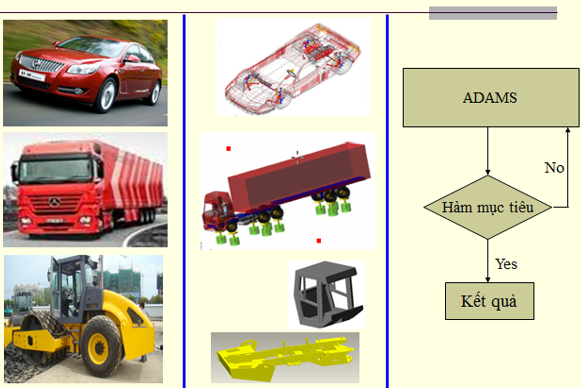 ADAMS
No
Hàm mục tiêu
Yes
Kết quả